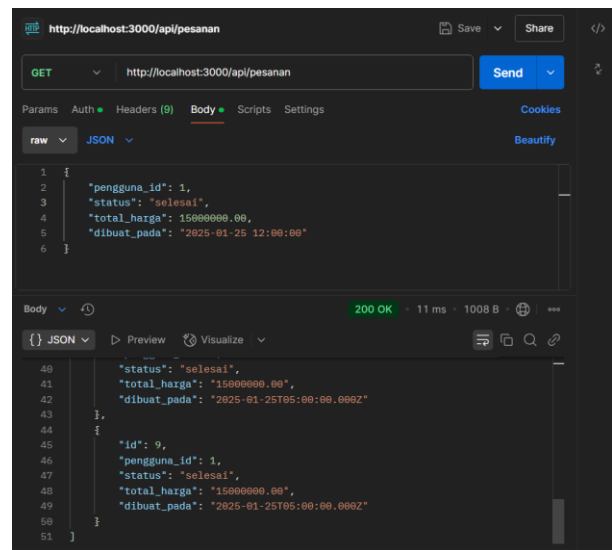 HTTP http://localhost:3000/api/pesanan Save Share
GET http://localhost:3000/api/pesanan Send
Params Auth Headers (9) Body Scripts Settings Cookies
raw JSON Beautify
1 {
2 "pengguna_id": 1,
3 "status": "selesai",
4 "total_harga": 15000000.00,
5 "dibuat_pada": "2025-01-25 12:00:00"
6 }
Body 200 OK 11 ms 1008 B
{} JSON Preview Visualize
40 "status": "selesai",
41 "total_harga": "15000000.00",
42 "dibuat_pada": "2025-01-25T05:00:00.000Z"
43 },
44 {
45 "id": 9,
46 "pengguna_id": 1,
47 "status": "selesai",
48 "total_harga": "15000000.00",
49 "dibuat_pada": "2025-01-25T05:00:00.000Z"
50 }
51 ]